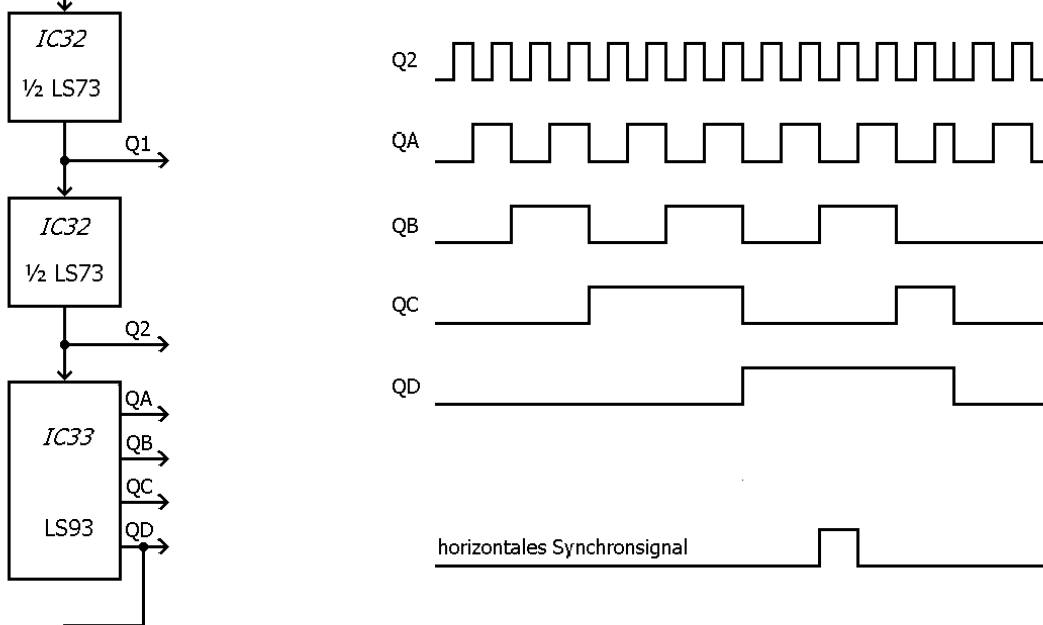 IC32
½ LS73
Q1
IC32
½ LS73
Q2
QA
QB
IC33
QC
LS93
QD
Q2
QA
QB
QC
QD
horizontales Synchronsignal